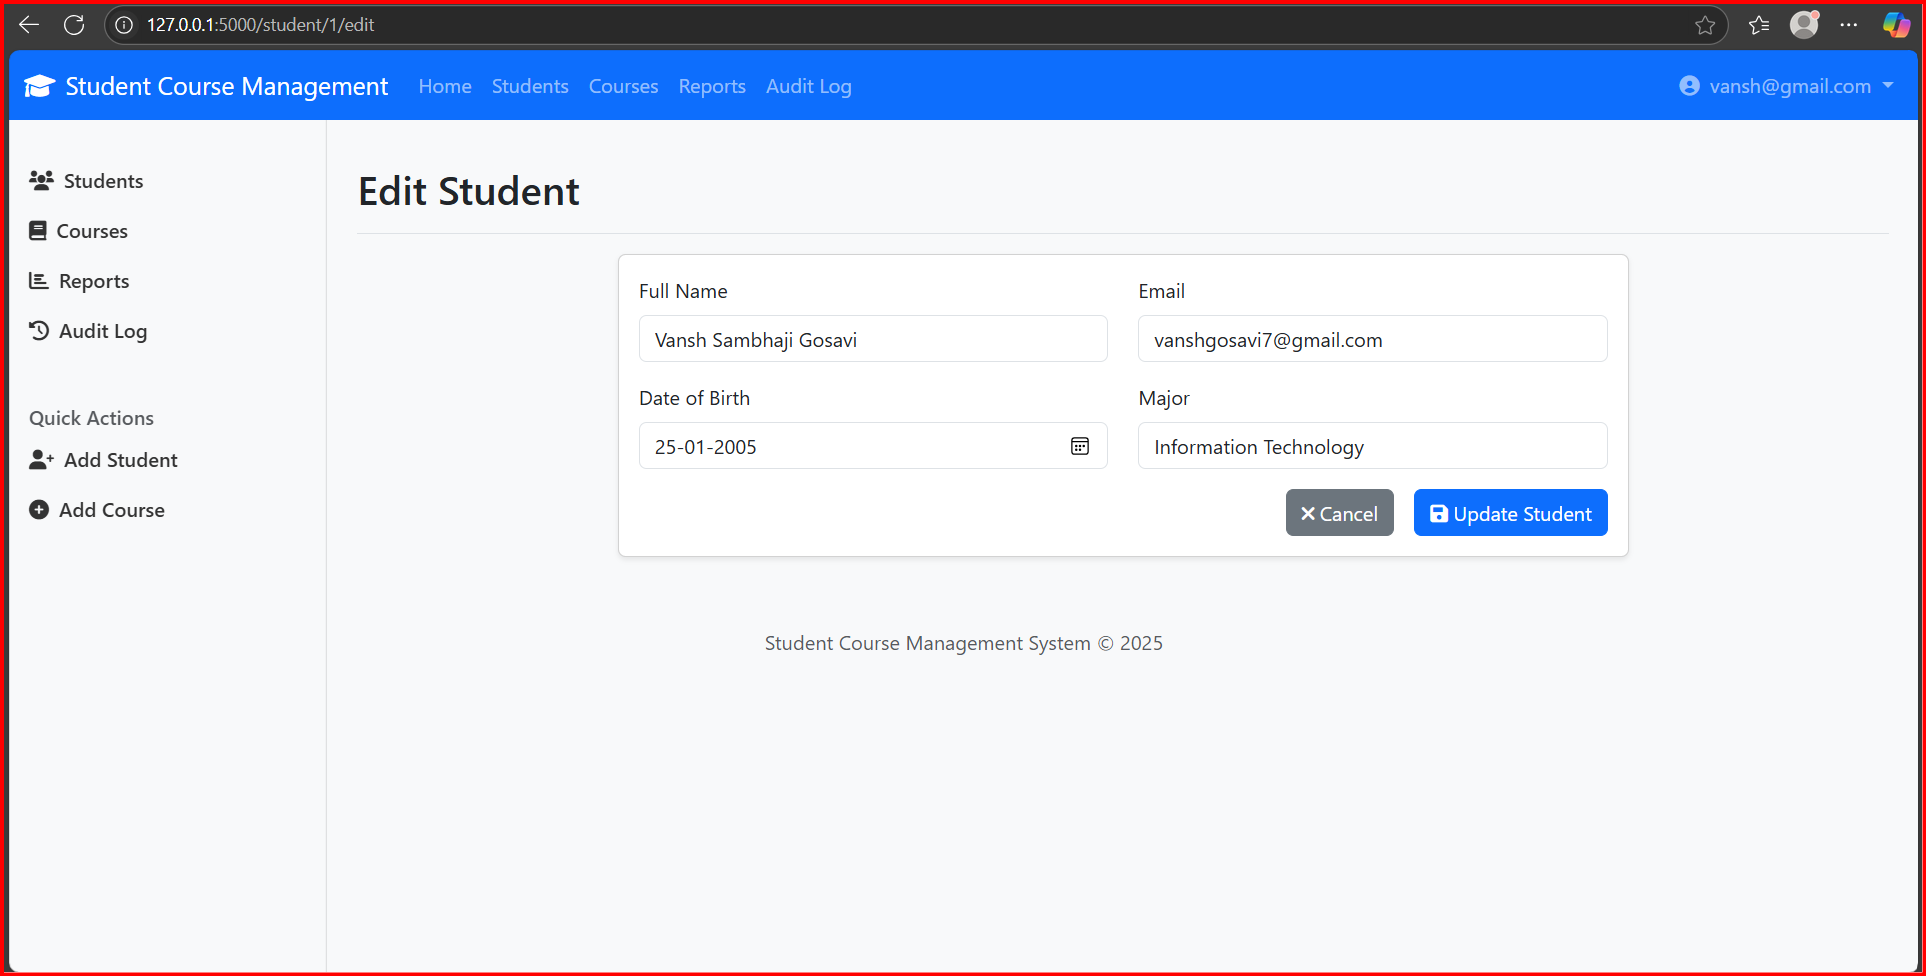 127.0.0.1:5000/student/1/edit
Student Course Management Home Students Courses Reports Audit Log vansh@gmail.com
Students
Courses
Reports
Audit Log
Quick Actions
Add Student
Add Course
Edit Student
Full Name Email
Vansh Sambhaji Gosavi vanshgosavi7@gmail.com
Date of Birth Major
25-01-2005 Information Technology
Cancel Update Student
Student Course Management System © 2025